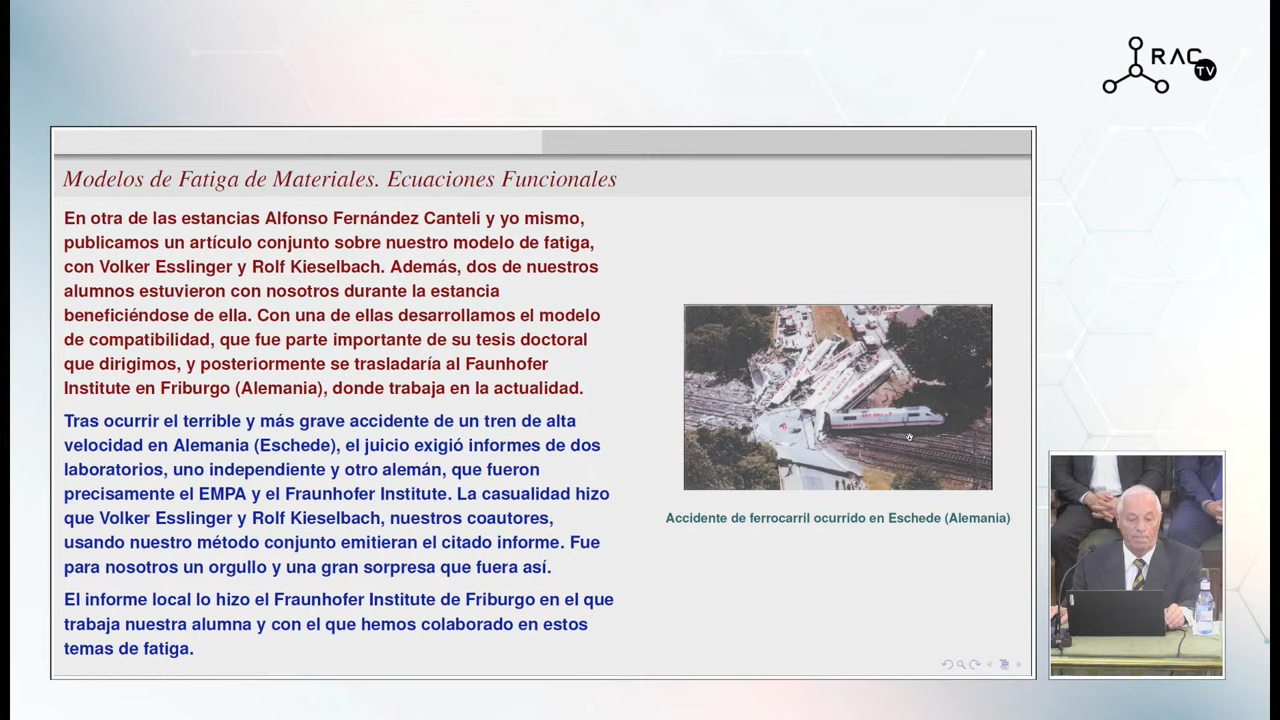 RAC
TV
Modelos de Fatiga de Materiales. Ecuaciones Funcionales
En otra de las estancias Alfonso Fernández Canteli y yo mismo,
publicamos un artículo conjunto sobre nuestro modelo de fatiga,
con Volker Esslinger y Rolf Kieselbach. Además, dos de nuestros
alumnos estuvieron con nosotros durante la estancia
beneficiéndose de ella. Con una de ellas desarrollamos el modelo
de compatibilidad, que fue parte importante de su tesis doctoral
que dirigimos, y posteriormente se trasladaría al Faunhofer
Institute en Friburgo (Alemania), donde trabaja en la actualidad.
Tras ocurrir el terrible y más grave accidente de un tren de alta
velocidad en Alemania (Eschede), el juicio exigió informes de dos
laboratorios, uno independiente y otro alemán, que fueron
precisamente el EMPA y el Fraunhofer Institute. La casualidad hizo
que Volker Esslinger y Rolf Kieselbach, nuestros coautores,
usando nuestro método conjunto emitieran el citado informe. Fue
para nosotros un orgullo y una gran sorpresa que fuera así.
El informe local lo hizo el Fraunhofer Institute de Friburgo en el que
trabaja nuestra alumna y con el que hemos colaborado en estos
temas de fatiga.
Accidente de ferrocarril ocurrido en Eschede (Alemania)